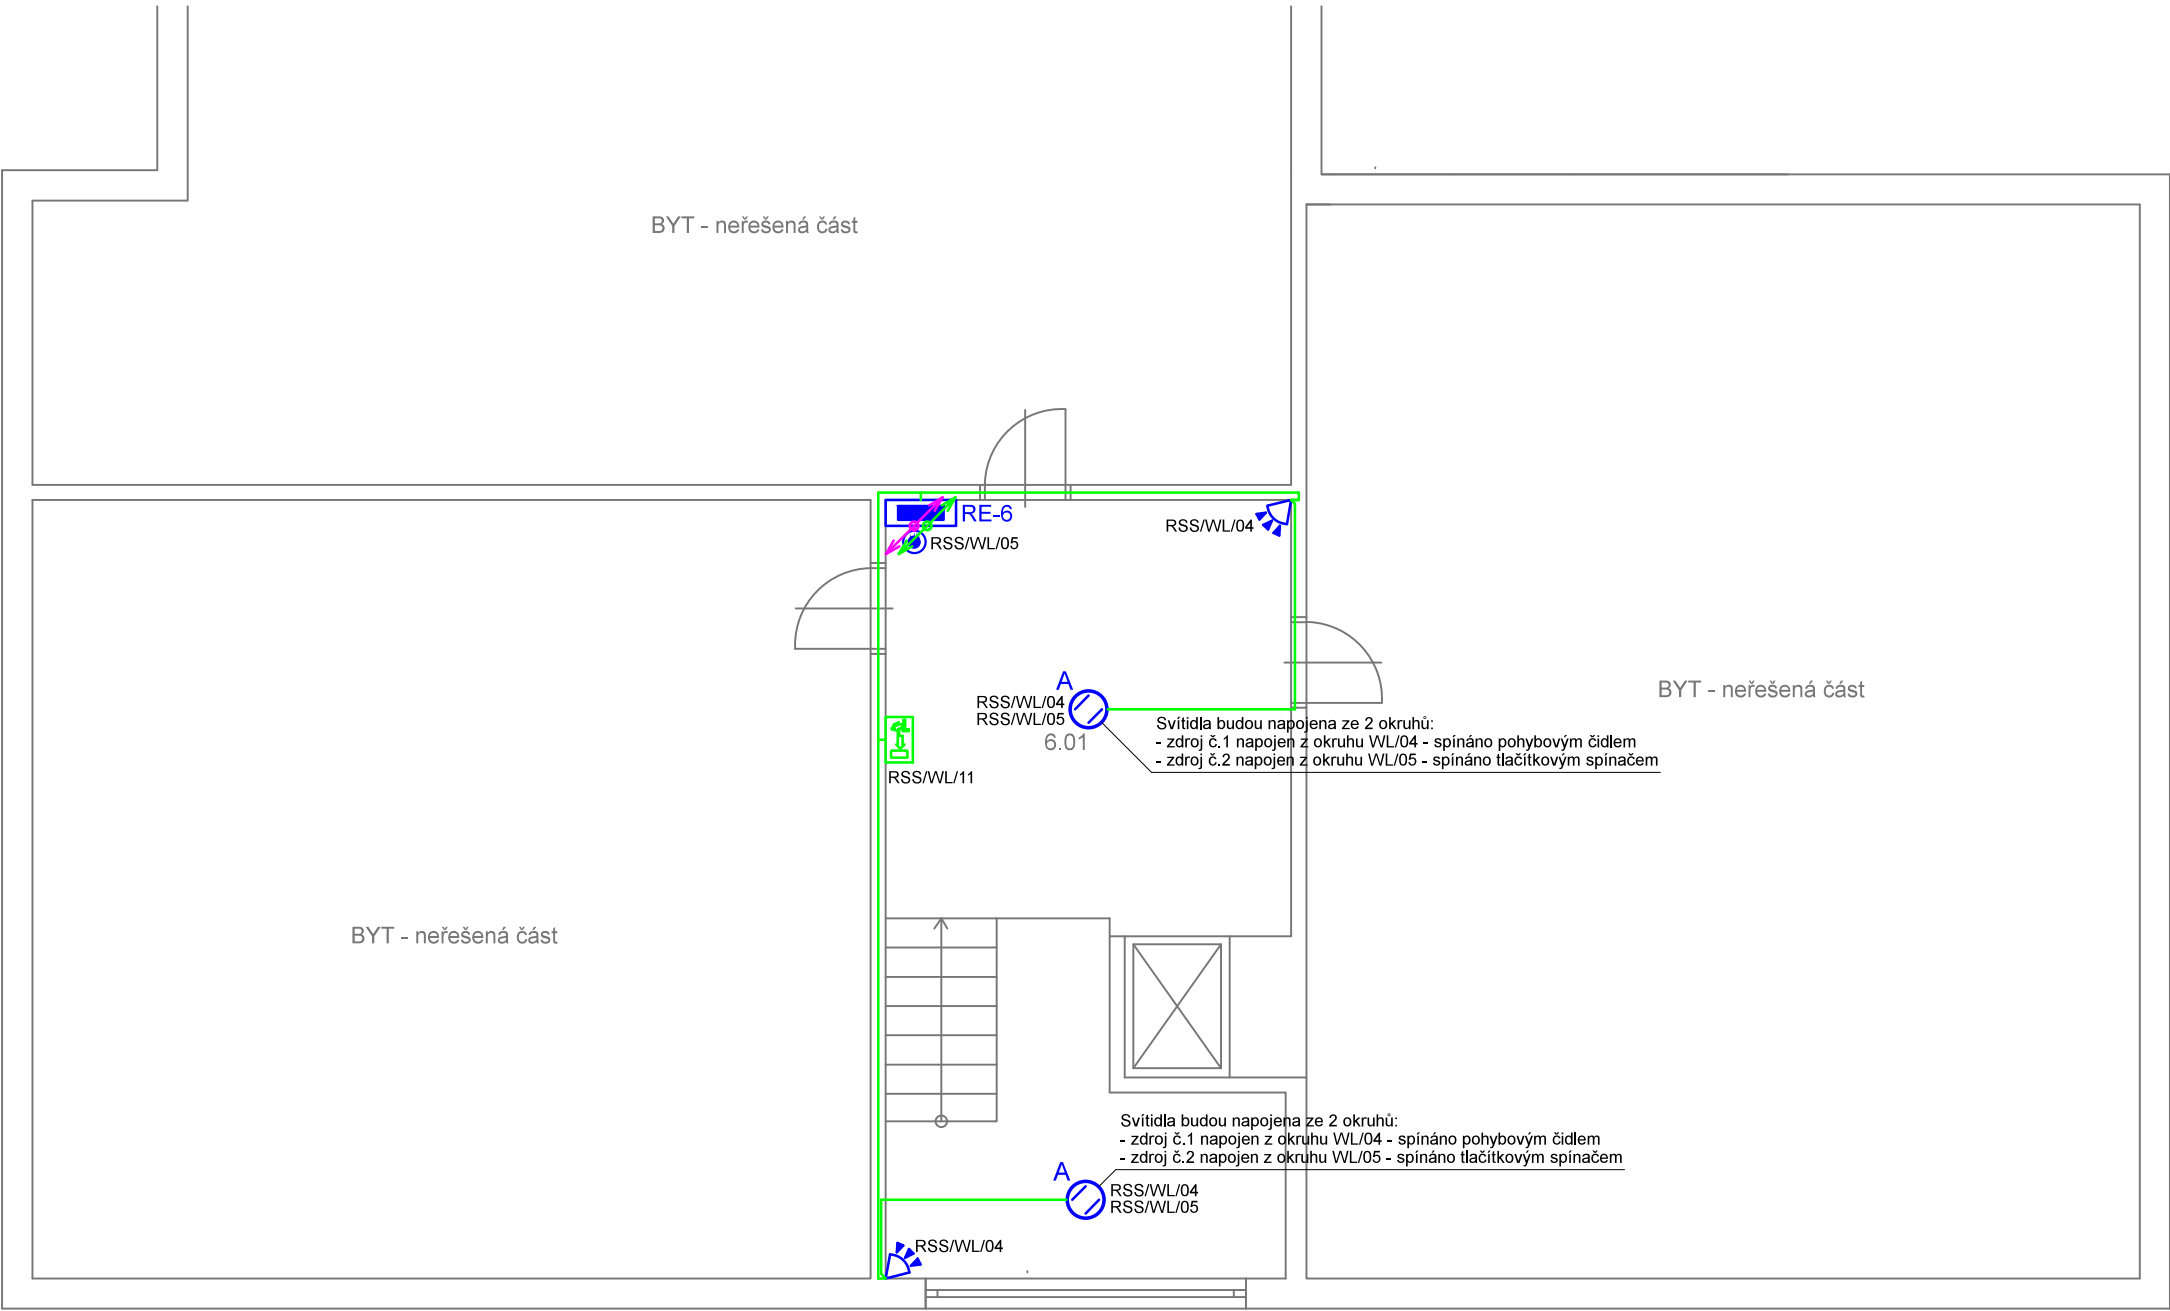 BYT - neřešená část
RE-6
RSS/WL/04
RSS/WL/05
A
RSS/WL/04
RSS/WL/05
6.01
BYT - neřešená část
Svítidla budou napojena ze 2 okruhů:
- zdroj č.1 napojen z okruhu WL/04 - spínáno pohybovým čidlem
- zdroj č.2 napojen z okruhu WL/05 - spínáno tlačítkovým spínačem
RSS/WL/11
BYT - neřešená část
Svítidla budou napojena ze 2 okruhů:
- zdroj č.1 napojen z okruhu WL/04 - spínáno pohybovým čidlem
- zdroj č.2 napojen z okruhu WL/05 - spínáno tlačítkovým spínačem
A
RSS/WL/04
RSS/WL/05
RSS/WL/04